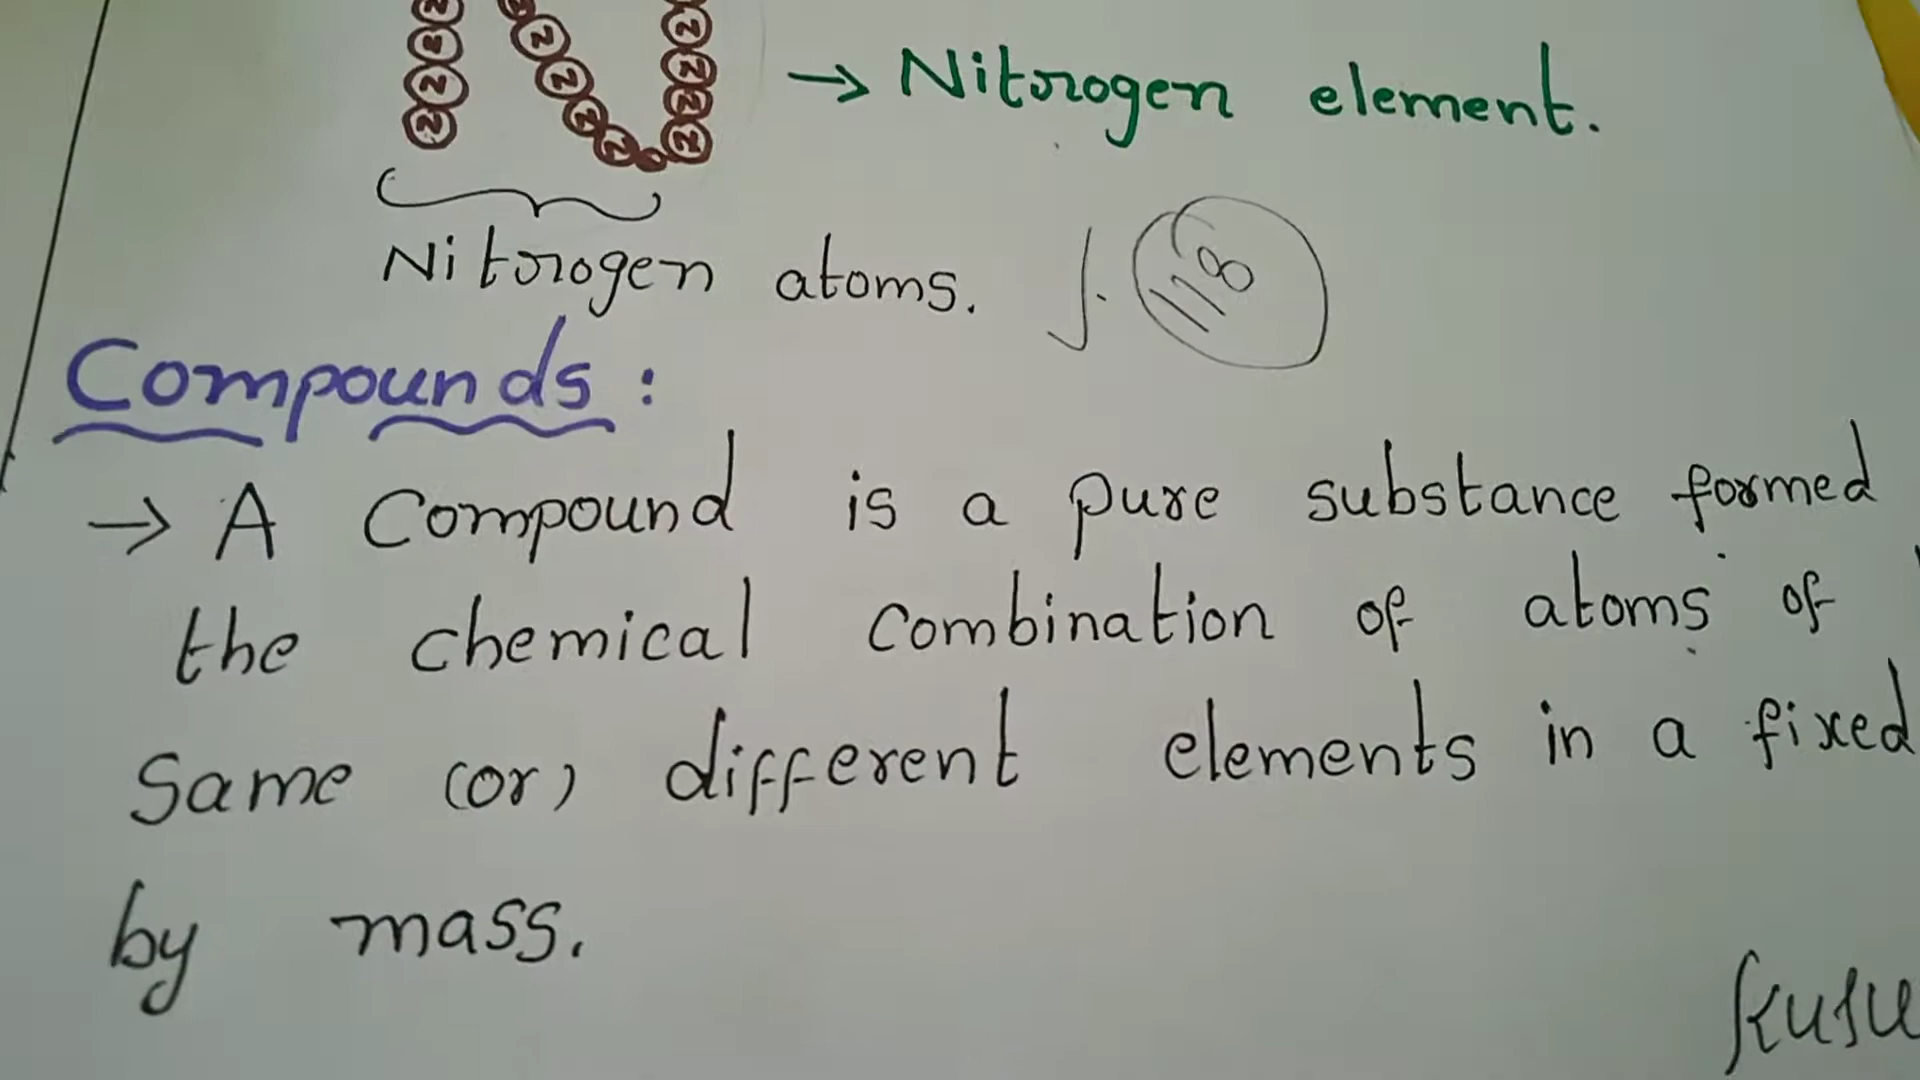 → Nitrogen element.
Nitrogen atoms.
118
Compounds:
→ A Compound is a pure substance formed
the chemical combination of atoms of
Same (or) different elements in a fixed
by mass.